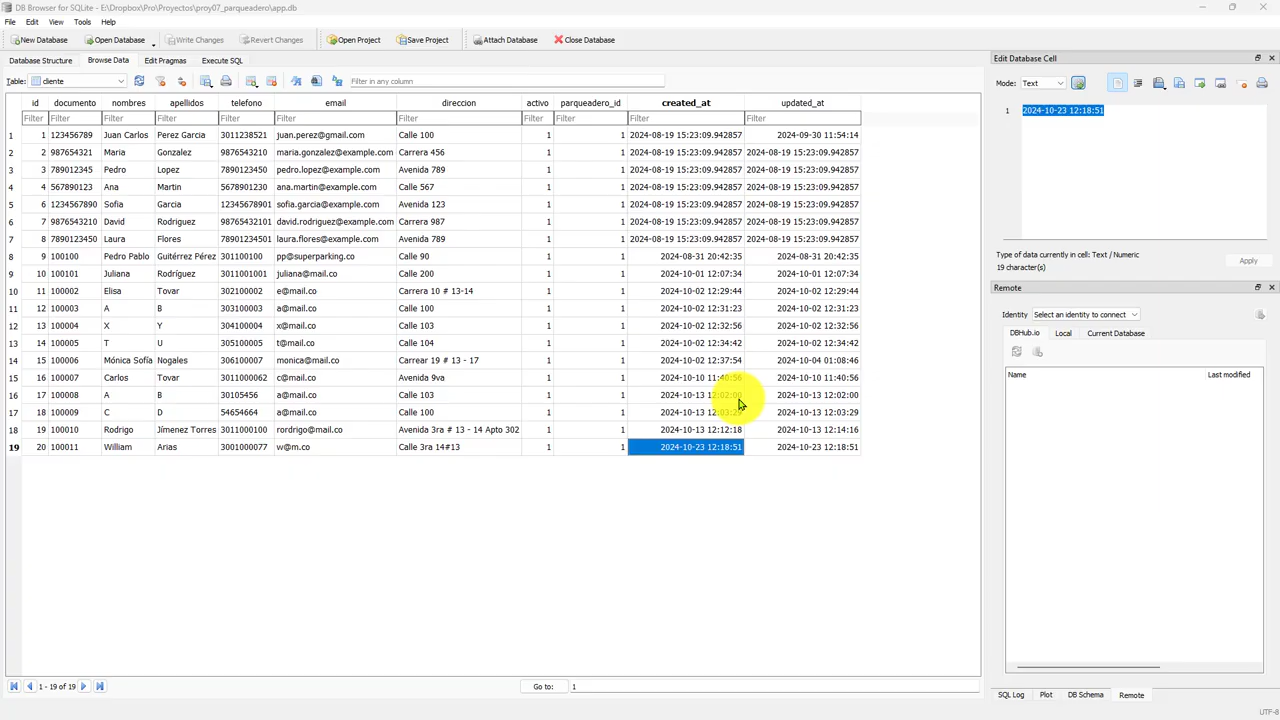 DB Browser for SQLite - E:\Dropbox\Pro\Proyectos\proy07_parqueadero\app.db
File Edit View Tools Help
New Database Open Database Write Changes Revert Changes Open Project Save Project Attach Database Close Database
Database Structure Browse Data Edit Pragmas Execute SQL
Table: cliente Filter in any column
id documento nombres apellidos telefono email direccion activo parqueadero_id created_at updated_at
Filter Filter Filter Filter Filter Filter Filter Filter Filter Filter Filter
1 1 123456789 Juan Carlos Perez Garcia 3011238521 juan.perez@gmail.com Calle 100 1 1 2024-08-19 15:23:09.942857 2024-09-30 11:54:14
2 2 987654321 Maria Gonzalez 9876543210 maria.gonzalez@example.com Carrera 456 1 1 2024-08-19 15:23:09.942857 2024-08-19 15:23:09.942857
3 3 789012345 Pedro Lopez 7890123450 pedro.lopez@example.com Avenida 789 1 1 2024-08-19 15:23:09.942857 2024-08-19 15:23:09.942857
4 4 567890123 Ana Martin 5678901230 ana.martin@example.com Calle 567 1 1 2024-08-19 15:23:09.942857 2024-08-19 15:23:09.942857
5 6 1234567890 Sofia Garcia 12345678901 sofia.garcia@example.com Avenida 123 1 1 2024-08-19 15:23:09.942857 2024-08-19 15:23:09.942857
6 7 9876543210 David Rodriguez 98765432101 david.rodriguez@example.com Carrera 987 1 1 2024-08-19 15:23:09.942857 2024-08-19 15:23:09.942857
7 8 7890123450 Laura Flores 78901234501 laura.flores@example.com Avenida 789 1 1 2024-08-19 15:23:09.942857 2024-08-19 15:23:09.942857
8 9 100100 Pedro Pablo Gutiérrez Pérez 301100100 pp@superparking.co Calle 90 1 1 2024-08-31 20:42:35 2024-08-31 20:42:35
9 10 100101 Juliana Rodríguez 3011001001 juliana@mail.co Calle 200 1 1 2024-10-01 12:07:34 2024-10-01 12:07:34
10 11 100002 Elisa Tovar 302100002 e@mail.co Carrera 10 # 13-14 1 1 2024-10-02 12:29:44 2024-10-02 12:29:44
11 12 100003 A B 303100003 a@mail.co Calle 100 1 1 2024-10-02 12:31:23 2024-10-02 12:31:23
12 13 100004 X Y 304100004 x@mail.co Calle 103 1 1 2024-10-02 12:32:56 2024-10-02 12:32:56
13 14 100005 T U 305100005 t@mail.co Calle 104 1 1 2024-10-02 12:34:42 2024-10-02 12:34:42
14 15 100006 Mónica Sofía Nogales 306100007 monica@mail.co Carrear 19 # 13 - 17 1 1 2024-10-02 12:37:54 2024-10-04 01:08:46
15 16 100007 Carlos Tovar 3011000062 c@mail.co Avenida 9va 1 1 2024-10-10 11:40:56 2024-10-10 11:40:56
16 17 100008 A B 30105456 a@mail.co Calle 103 1 1 2024-10-13 12:02:00 2024-10-13 12:02:00
17 18 100009 C D 54654664 a@mail.co Calle 100 1 1 2024-10-13 12:03:29 2024-10-13 12:03:29
18 19 100010 Rodrigo Jímenez Torres 3011000100 rordrigo@mail.co Avenida 3ra # 13 - 14 Apto 302 1 1 2024-10-13 12:12:18 2024-10-13 12:14:16
19 20 100011 William Arias 3001000077 w@m.co Calle 3ra 14#13 1 1 2024-10-23 12:18:51 2024-10-23 12:18:51
1 - 19 of 19 Go to: 1
Edit Database Cell
Mode: Text
1 2024-10-23 12:18:51
Type of data currently in cell: Text / Numeric
19 character(s)
Apply
Remote
Identity Select an identity to connect
DBHub.io Local Current Database
Name Last modified
SQL Log Plot DB Schema Remote
UTF-8